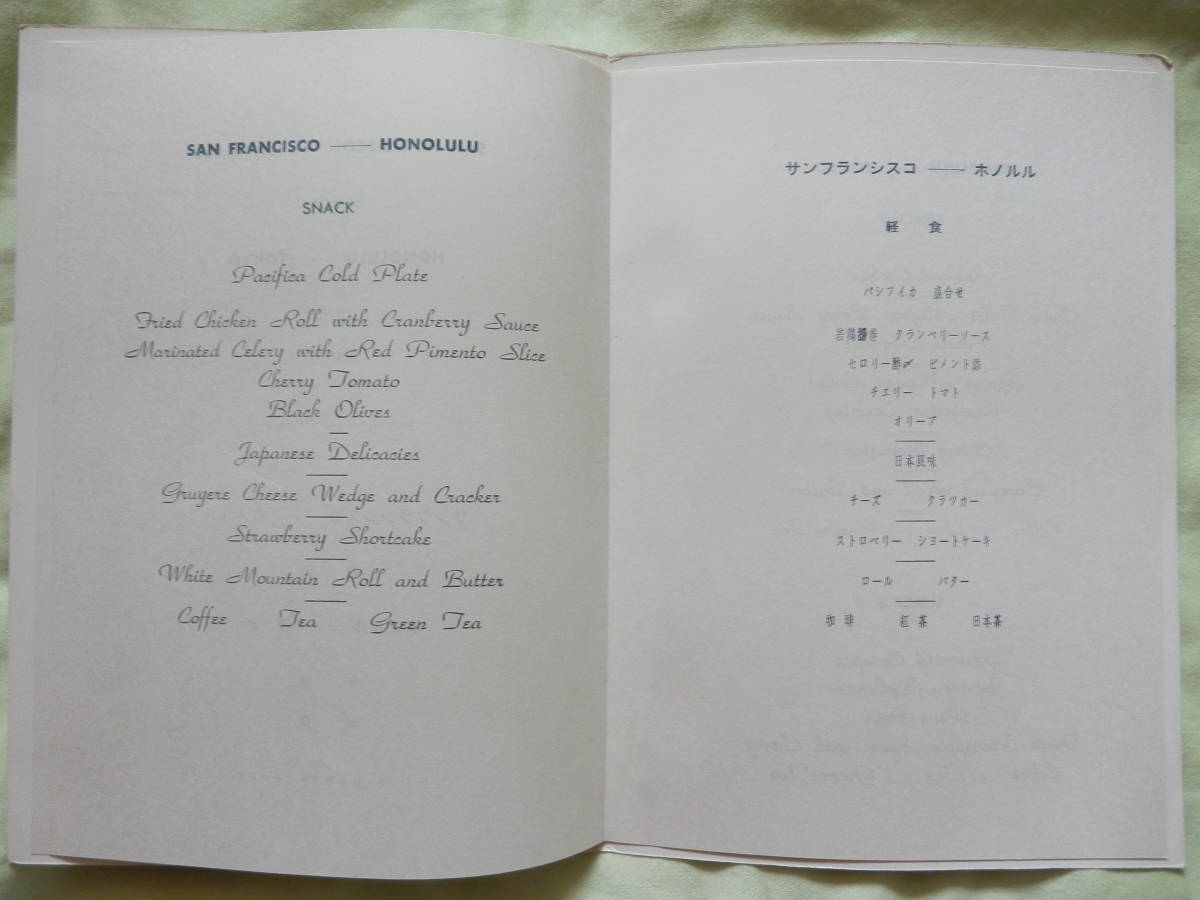 SAN FRANCISCO —— HONOLULU
SNACK
Pacifica Cold Plate
Fried Chicken Roll with Cranberry Sauce
Marinated Celery with Red Pimento Slice
Cherry Tomato
Black Olives
Japanese Delicacies
Gruyere Cheese Wedge and Cracker
Strawberry Shortcake
White Mountain Roll and Butter
Coffee Tea Green Tea
サンフランシスコ —— ホノルル
軽 食
パシフイカ 盛合せ
クランベリーソース
セロリー酢〆 ピメント添
チエリー トマト
オリーブ
日本風味
チーズ クラツカー
ストロベリー ショートケーキ
ロール バター
珈琲 紅茶 日本茶